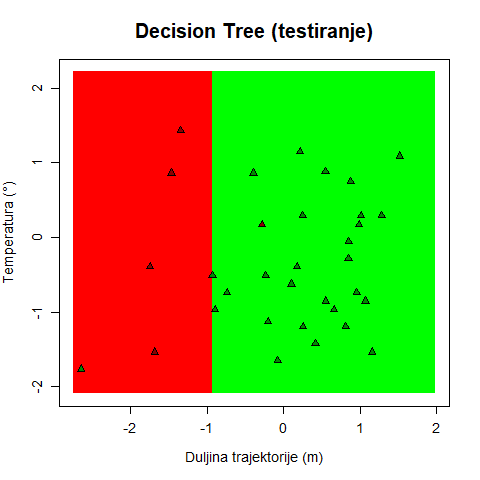 Decision Tree (testiranje)
Temperatura (°)
2
1
0
-1
-2
-2 -1 0 1 2
Duljina trajektorije (m)